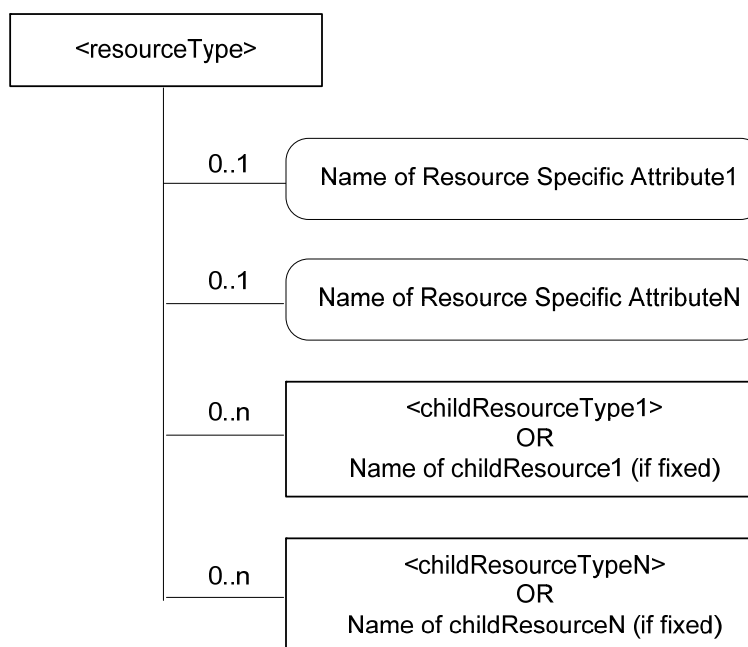 <resourceType>
0..1
Name of Resource Specific Attribute1
0..1
Name of Resource Specific AttributeN
0..n
<childResourceType1>
OR
Name of childResource1 (if fixed)
0..n
<childResourceTypeN>
OR
Name of childResourceN (if fixed)